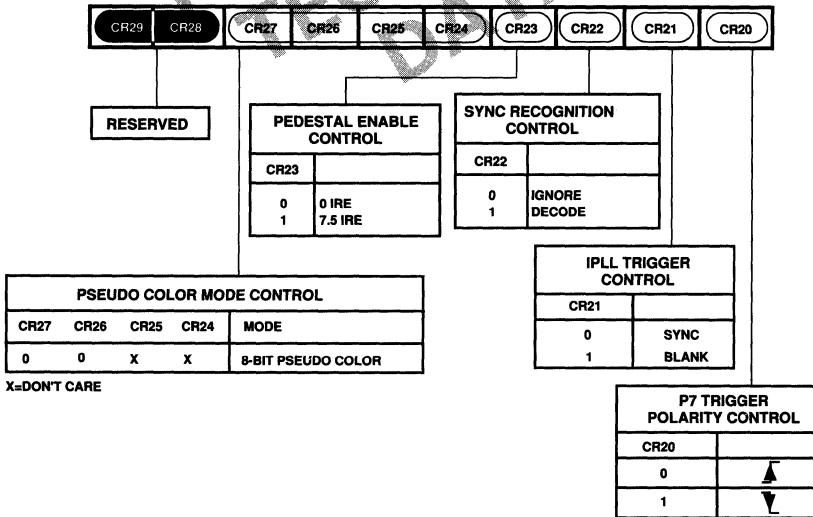 CR29 CR28 CR27 CR26 CR25 CR24 CR23 CR22 CR21 CR20
RESERVED
PEDESTAL ENABLE
CONTROL
CR23
0 0 IRE
1 7.5 IRE
SYNC RECOGNITION
CONTROL
CR22
0 IGNORE
1 DECODE
IPLL TRIGGER
CONTROL
CR21
0 SYNC
1 BLANK
PSEUDO COLOR MODE CONTROL
CR27 CR26 CR25 CR24 MODE
0 0 X X 8-BIT PSEUDO COLOR
X=DON'T CARE
P7 TRIGGER
POLARITY CONTROL
CR20
0
1